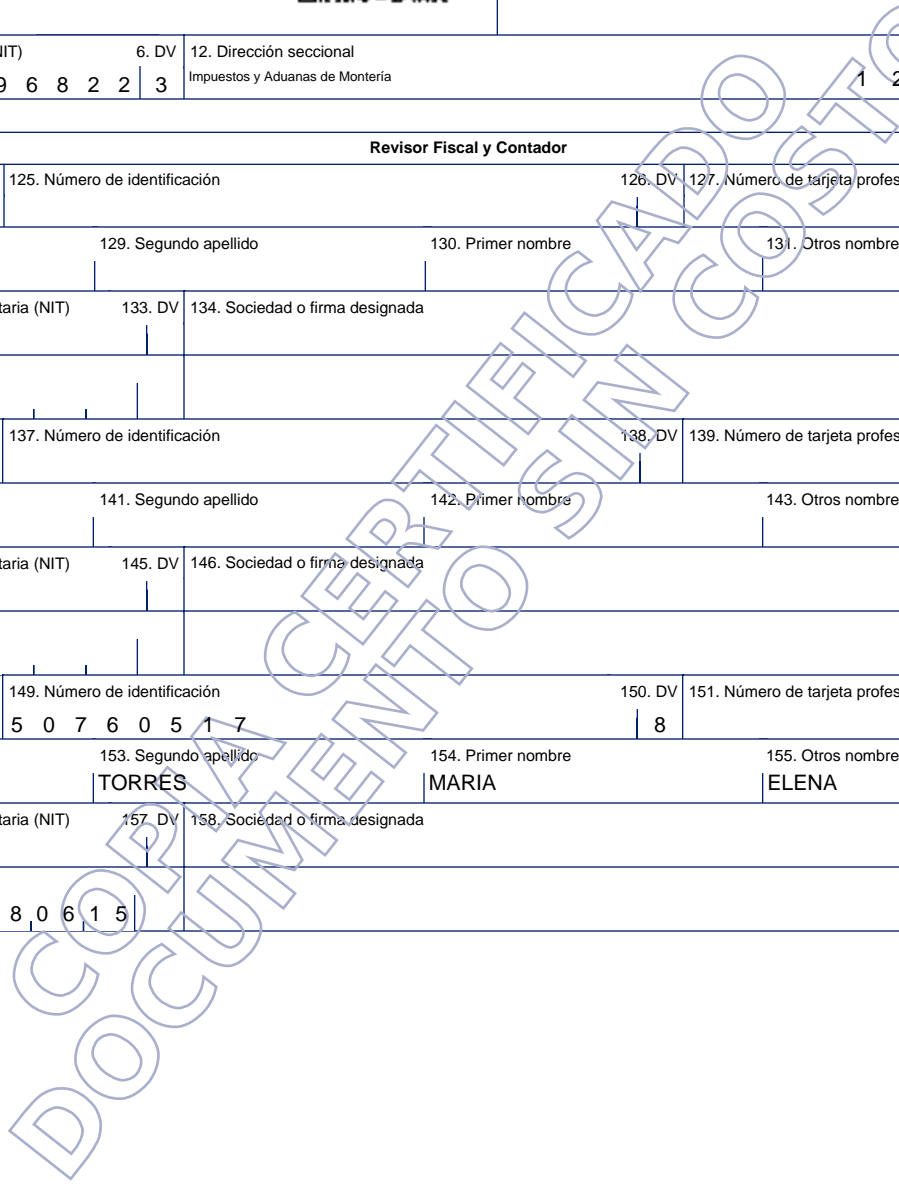 NIT) 6. DV 12. Dirección seccional
9 6 8 2 2 3 Impuestos y Aduanas de Montería 1 2
Revisor Fiscal y Contador
125. Número de identificación 126. DV 127. Número de tarjeta profes
129. Segundo apellido 130. Primer nombre 131. Otros nombre
taria (NIT) 133. DV 134. Sociedad o firma designada
137. Número de identificación 138. DV 139. Número de tarjeta profes
141. Segundo apellido 142. Primer nombre 143. Otros nombre
taria (NIT) 145. DV 146. Sociedad o firma designada
149. Número de identificación 150. DV 151. Número de tarjeta profes
5 0 7 6 0 5 1 7 8
153. Segundo apellido 154. Primer nombre 155. Otros nombre
TORRES MARIA ELENA
taria (NIT) 157. DV 158. Sociedad o firma designada
8 0 6 1 5
COPIA CERTIFICADO
DOCUMENTO SIN COSTO